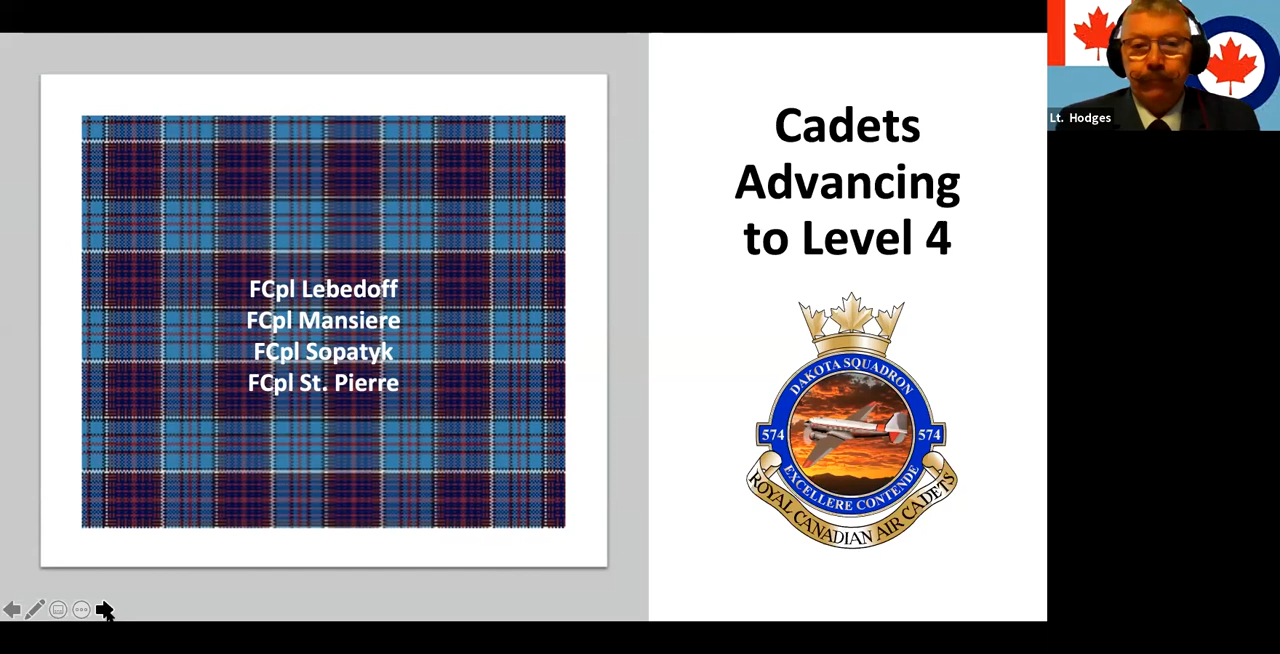 FCpl Lebedoff
FCpl Mansiere
FCpl Sopatyk
FCpl St. Pierre
Cadets
Advancing
to Level 4
DAKOTA SQUADRON
574
574
EXCELLERE CONTENDE
ROYAL CANADIAN AIR CADETS
Lt. Hodges